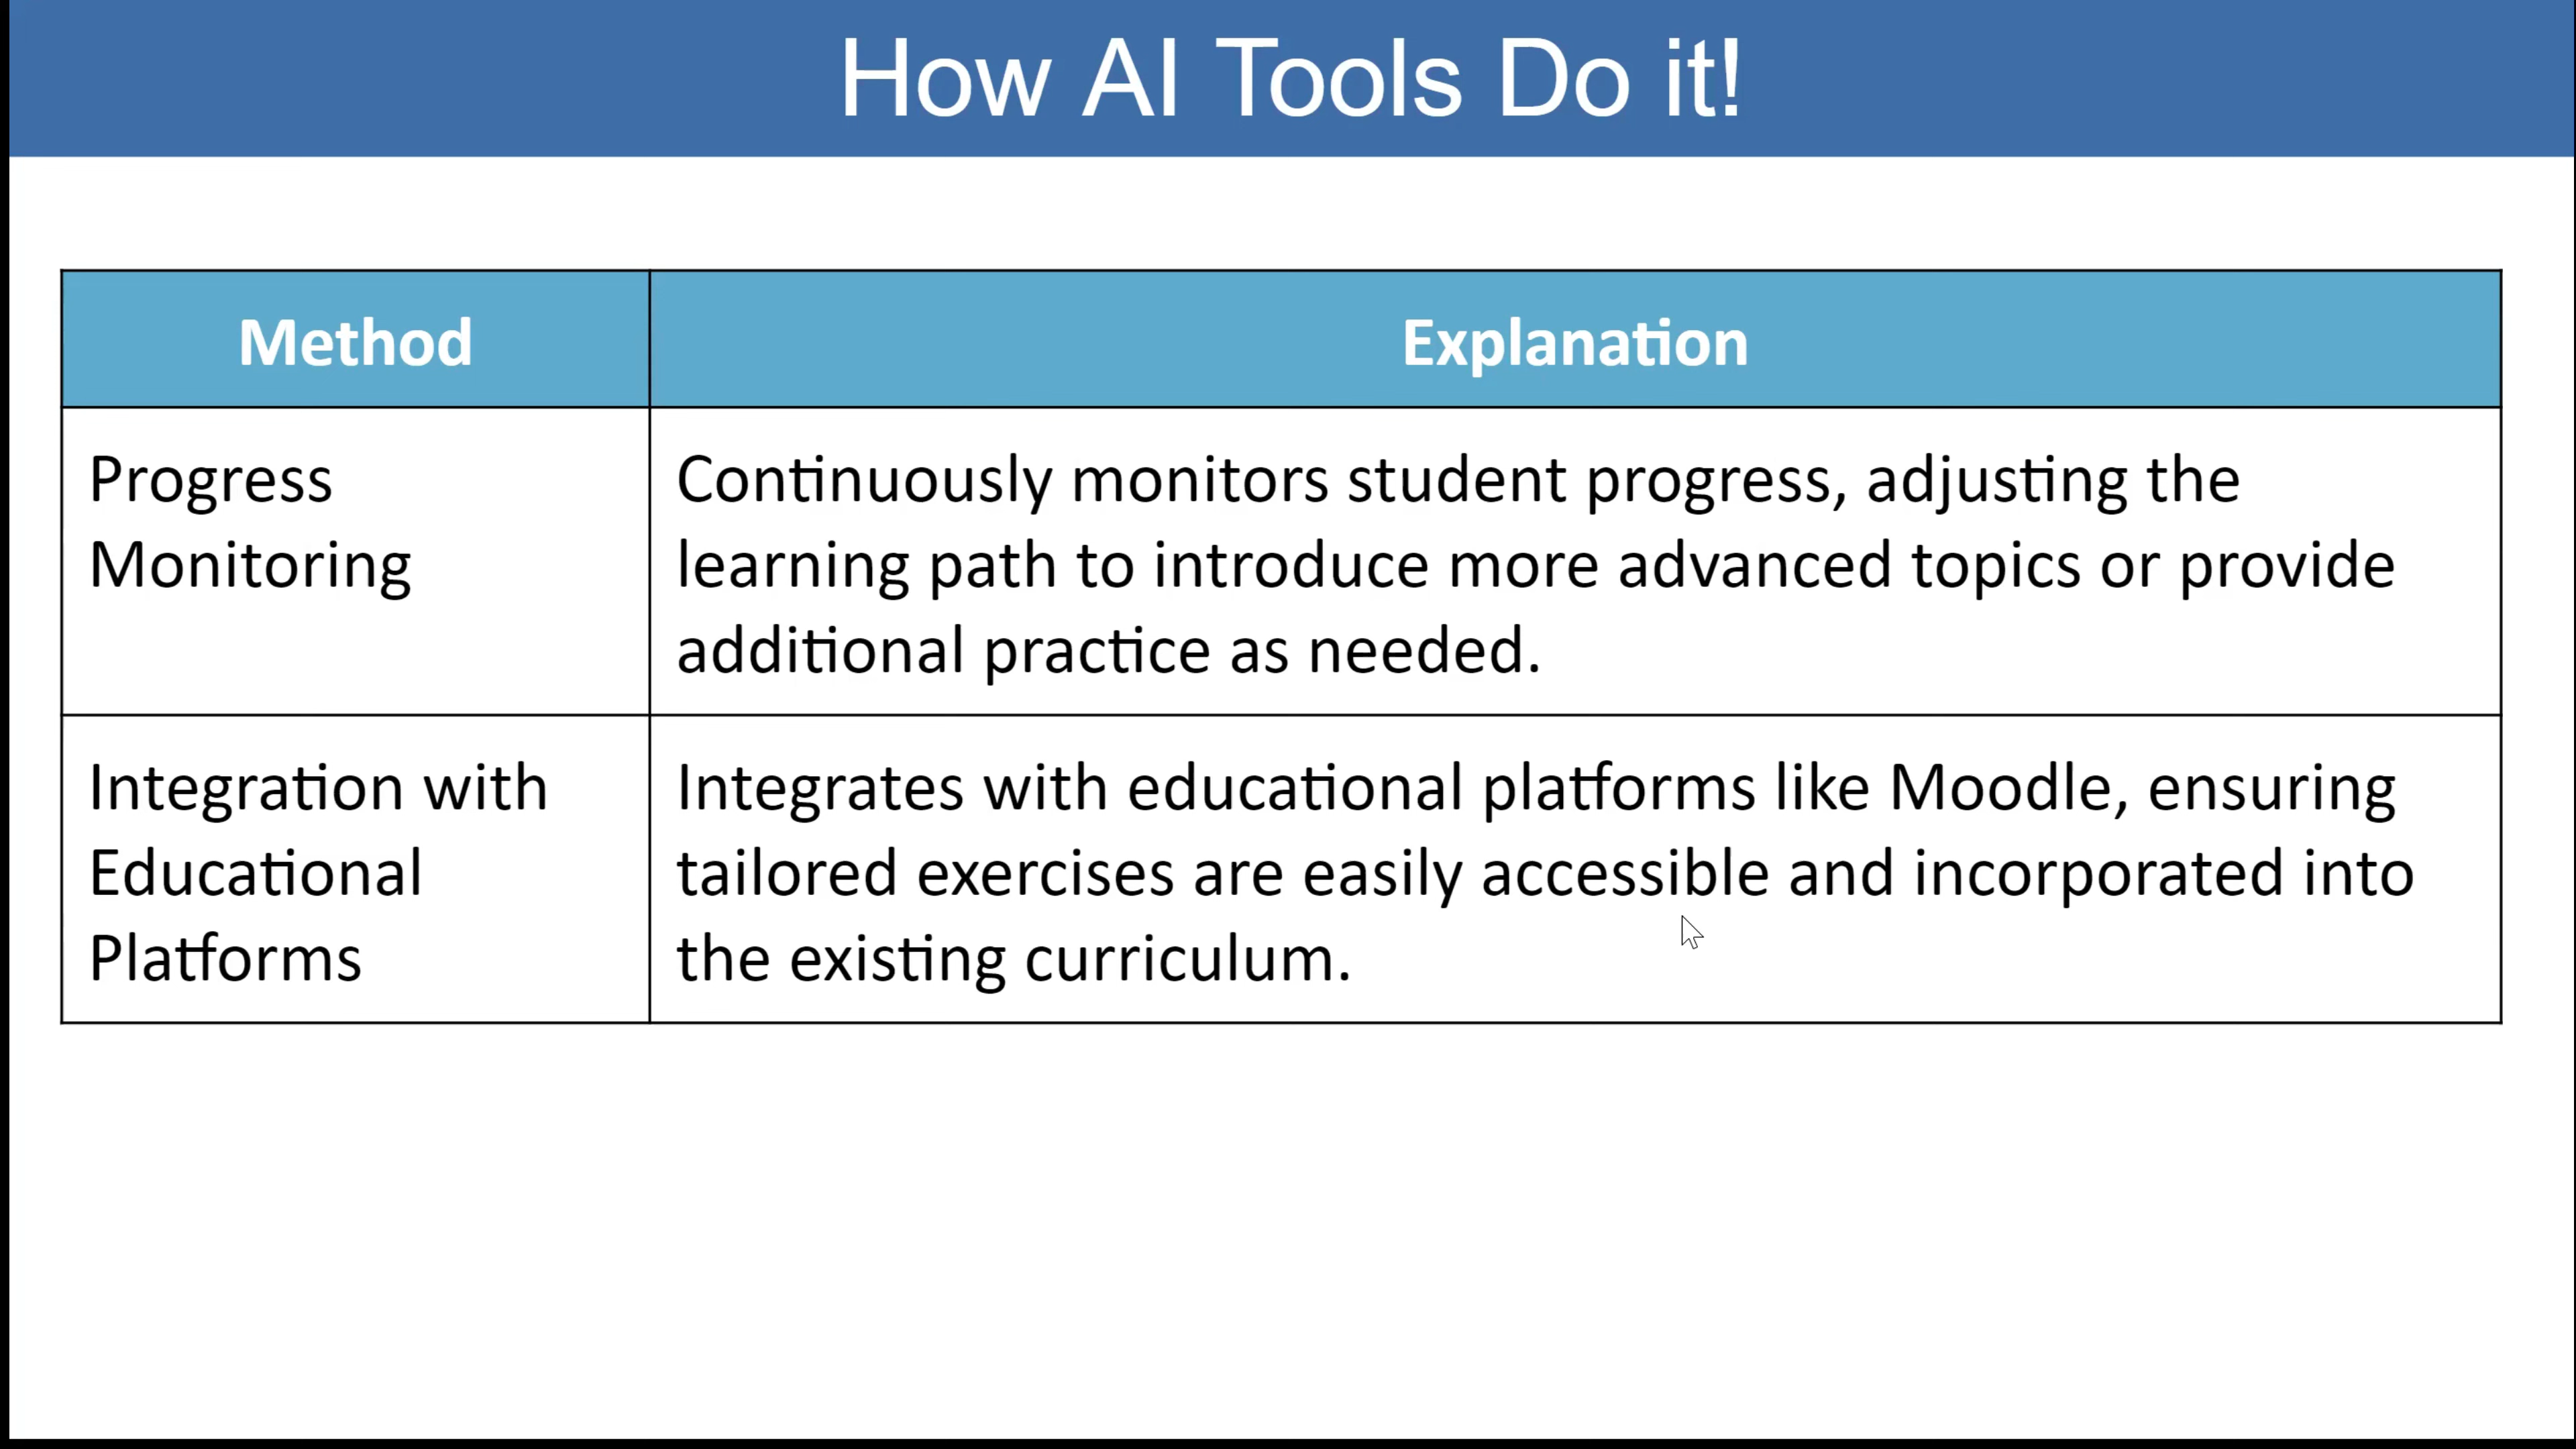 How AI Tools Do it!
Method
Explanation
Progress
Monitoring
Continuously monitors student progress, adjusting the
learning path to introduce more advanced topics or provide
additional practice as needed.
Integration with
Educational
Platforms
Integrates with educational platforms like Moodle, ensuring
tailored exercises are easily accessible and incorporated into
the existing curriculum.